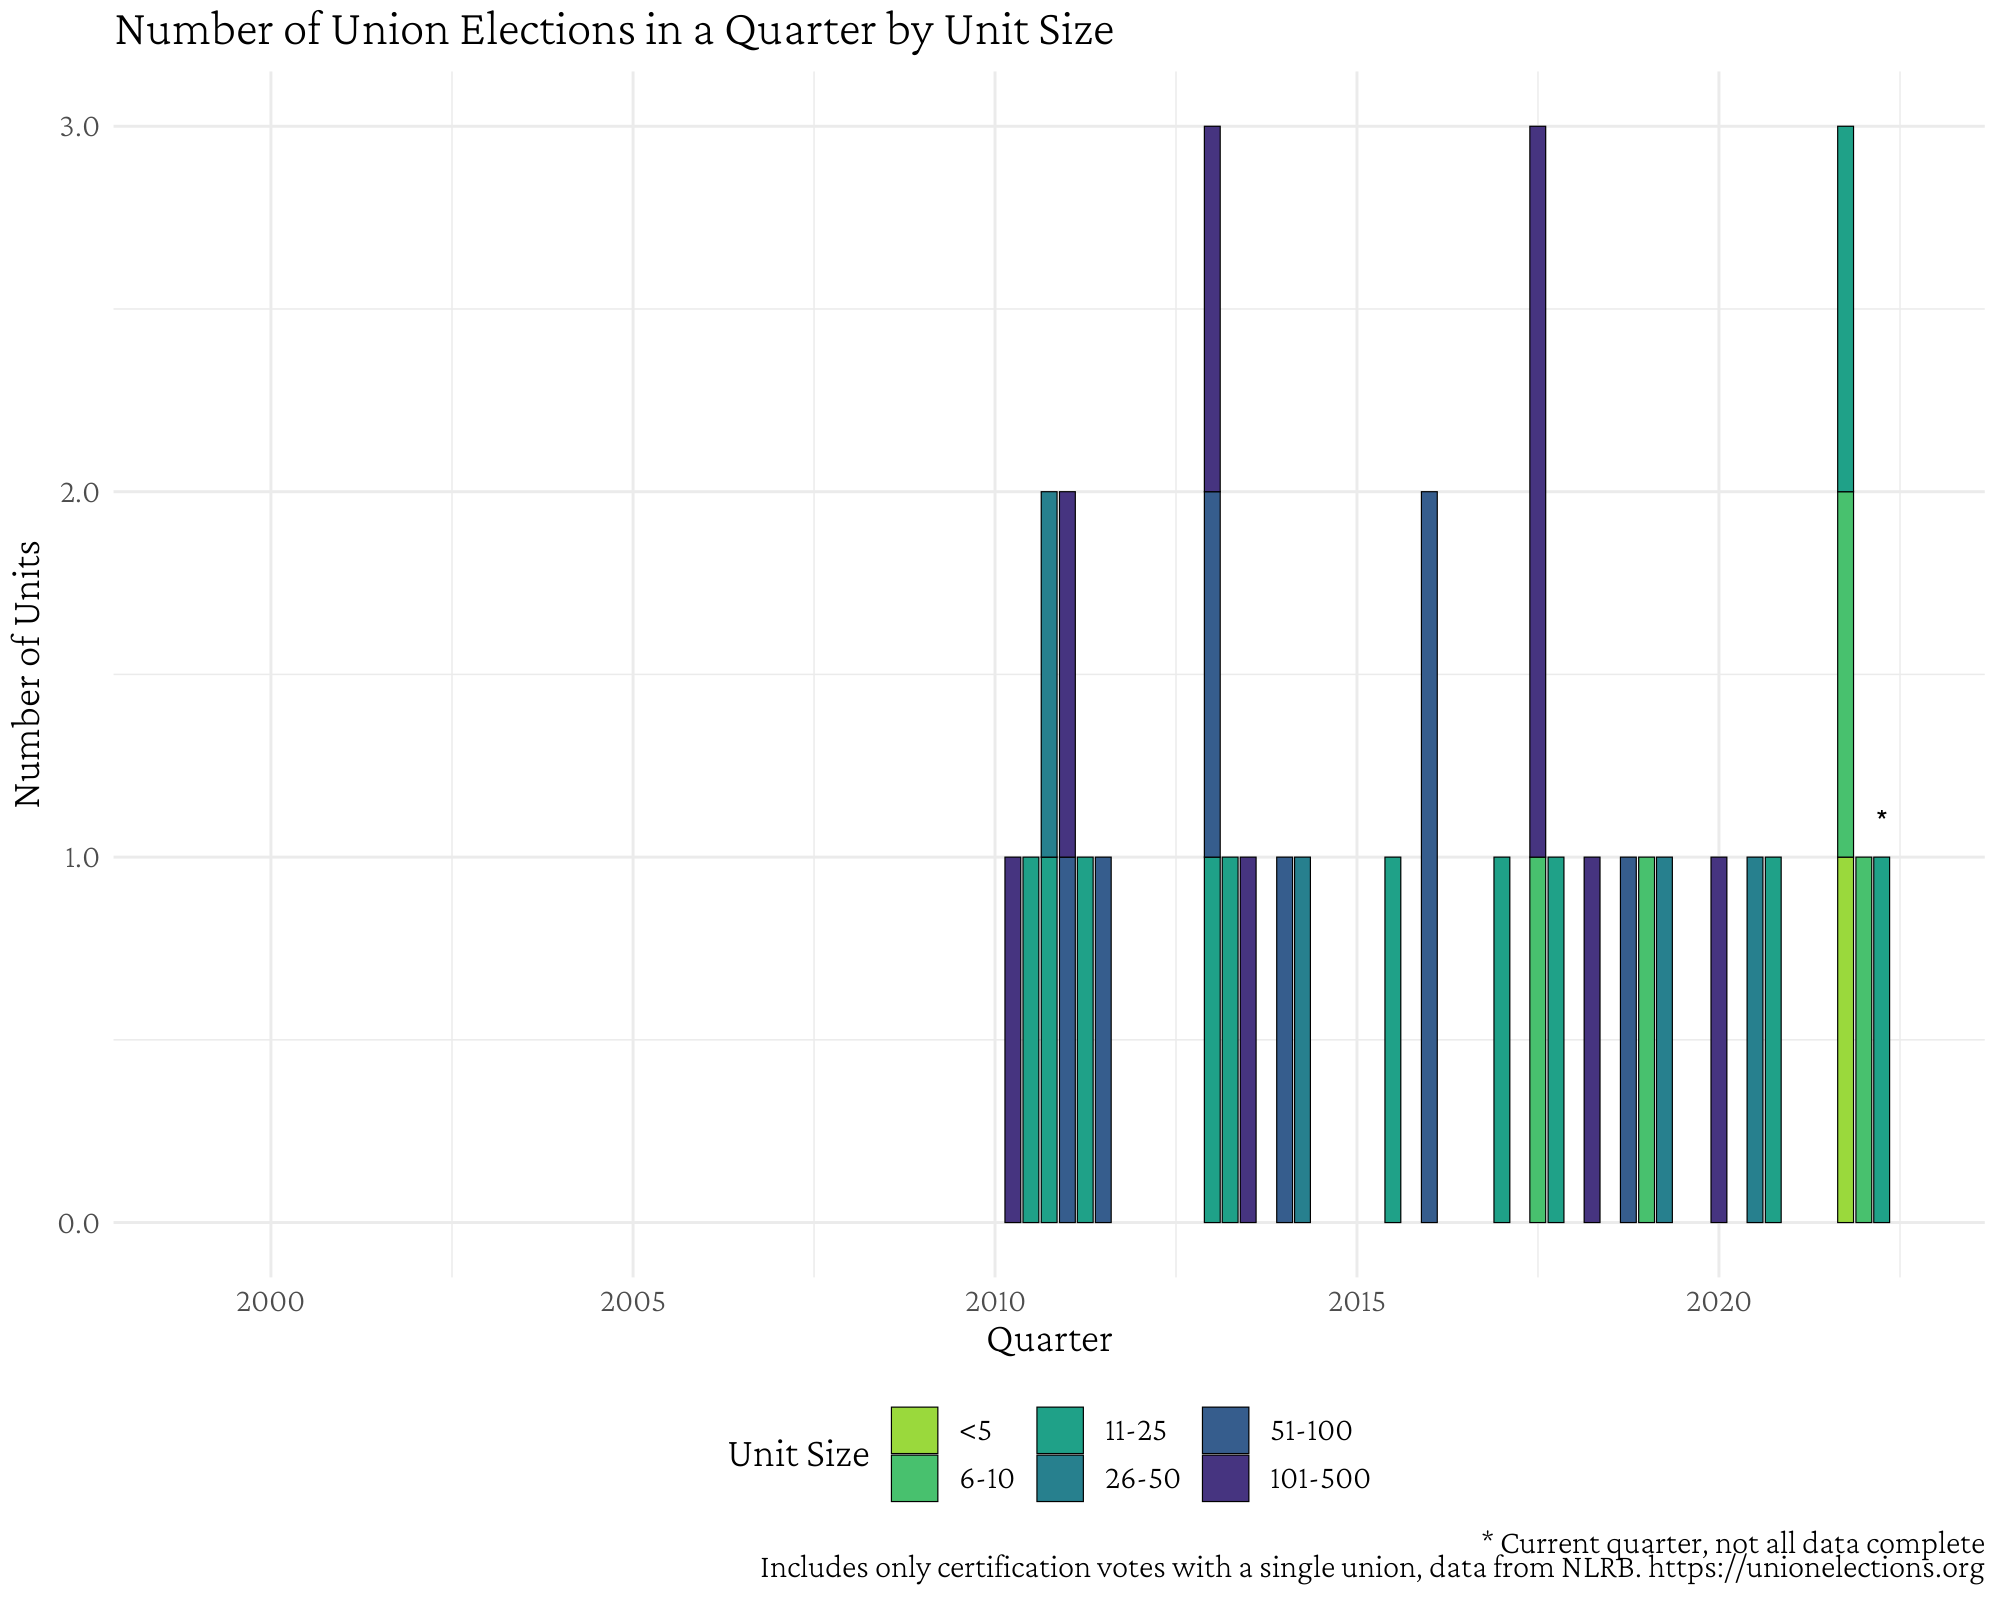 Number of Union Elections in a Quarter by Unit Size
Number of Units
3.0
2.0
1.0
0.0
*
2000 2005 2010 2015 2020
Quarter
Unit Size
<5 11-25 51-100
6-10 26-50 101-500
* Current quarter, not all data complete
Includes only certification votes with a single union, data from NLRB. https://unionelections.org